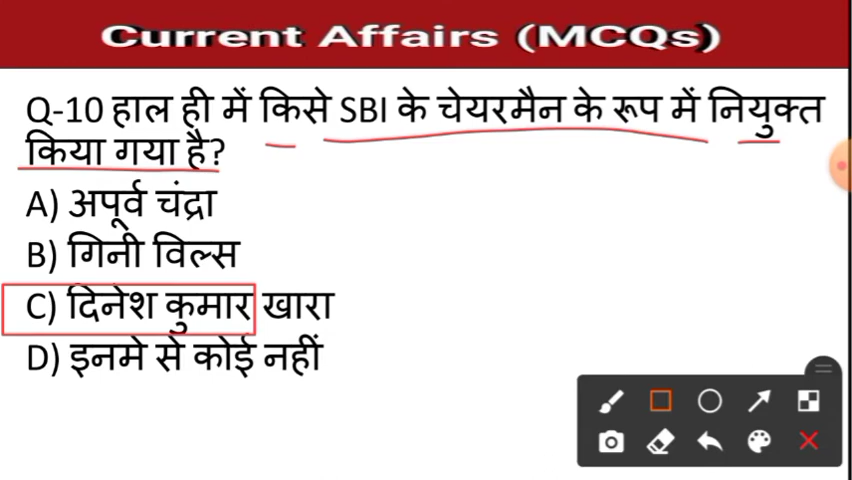 Current Affairs (MCQs)
Q-10 हाल ही में किसे SBI के चेयरमैन के रूप में नियुक्त
किया गया है?
A) अपूर्व चंद्रा
B) गिनी विल्स
C) दिनेश कुमार खारा
D) इनमे से कोई नहीं